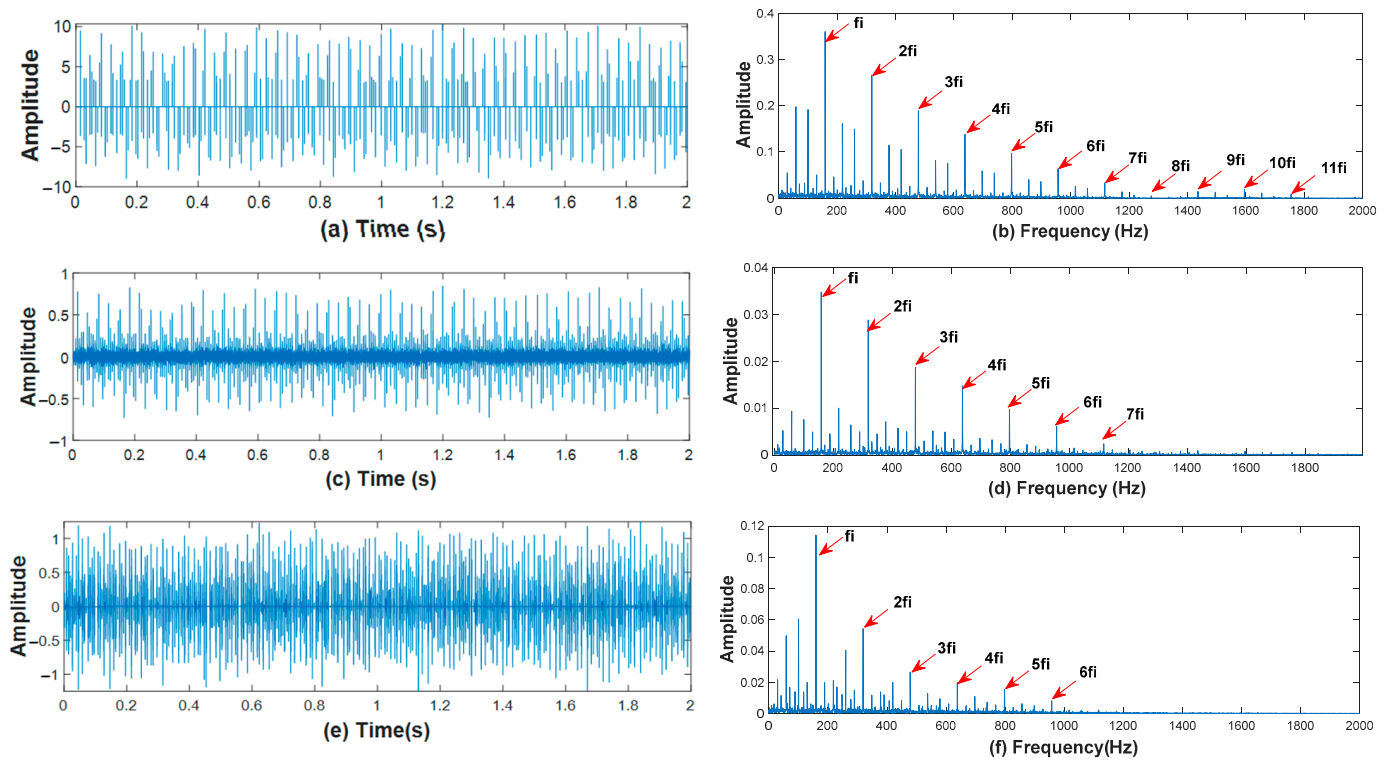 Amplitude
10
5
0
−5
−10
0 0.2 0.4 0.6 0.8 1 1.2 1.4 1.6 1.8 2
(a) Time (s)
Amplitude
0.4
0.3
0.2
0.1
0
fi
2fi
3fi
4fi
5fi
6fi
7fi
8fi
9fi
10fi
11fi
0 200 400 600 800 1000 1200 1400 1600 1800 2000
(b) Frequency (Hz)
Amplitude
1
0.5
0
−0.5
−1
0 0.2 0.4 0.6 0.8 1 1.2 1.4 1.6 1.8 2
(c) Time (s)
Amplitude
0.04
0.03
0.02
0.01
0
fi
2fi
3fi
4fi
5fi
6fi
7fi
0 200 400 600 800 1000 1200 1400 1600 1800
(d) Frequency (Hz)
Amplitude
1
0.5
0
−0.5
−1
0 0.2 0.4 0.6 0.8 1 1.2 1.4 1.6 1.8 2
(e) Time(s)
Amplitude
0.12
0.1
0.08
0.06
0.04
0.02
0
fi
2fi
3fi
4fi
5fi
6fi
0 200 400 600 800 1000 1200 1400 1600 1800 2000
(f) Frequency(Hz)